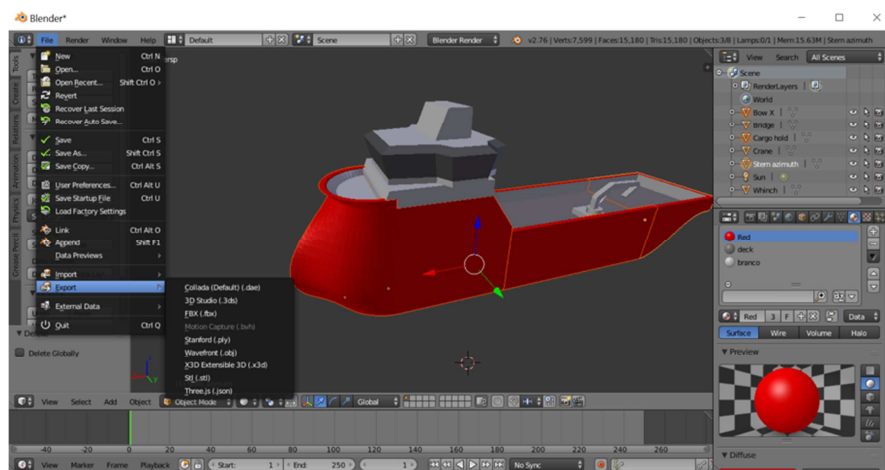 Blender*
File Render Window Help Default Scene Blender Render v2.76 | Verts:7,599 | Faces:15,180 | Tris:15,180 | Objects:3/8 | Lamps:0/1 | Mem:15.63M | Stern azimuth
New Ctrl N
Open... Ctrl O
Open Recent... Shift Ctrl O
Revert
Recover Last Session
Recover Auto Save...
Save Ctrl S
Save As... Shift Ctrl S
Save Copy... Ctrl Alt S
User Preferences... Ctrl Alt U
Save Startup File Ctrl U
Load Factory Settings
Link Ctrl Alt O
Append Shift F1
Data Previews
Import
Export
External Data
Quit Ctrl Q
Collada (Default) (.dae)
3D Studio (.3ds)
FBX (.fbx)
Motion Capture (.bvh)
Stanford (.ply)
Wavefront (.obj)
X3D Extensible 3D (.x3d)
Stl (.stl)
Three.js (.json)
Tools
Create
Relations
Animation
Physics
Grease Pencil
Delete Globally
View Search All Scenes
Scene
RenderLayers
World
Bow X
Bridge
Cargo hold
Crane
Stern azimuth
Sun
Whinch
Red
deck
branco
Red 3 F Data
Surface Wire Volume Halo
Preview
Diffuse
View Select Add Object Object Mode Global
-40 -20 0 20 40 60 80 100 120 140 160 180 200 220 240 260
View Marker Frame Playback Start: 1 End: 250 1 No Sync